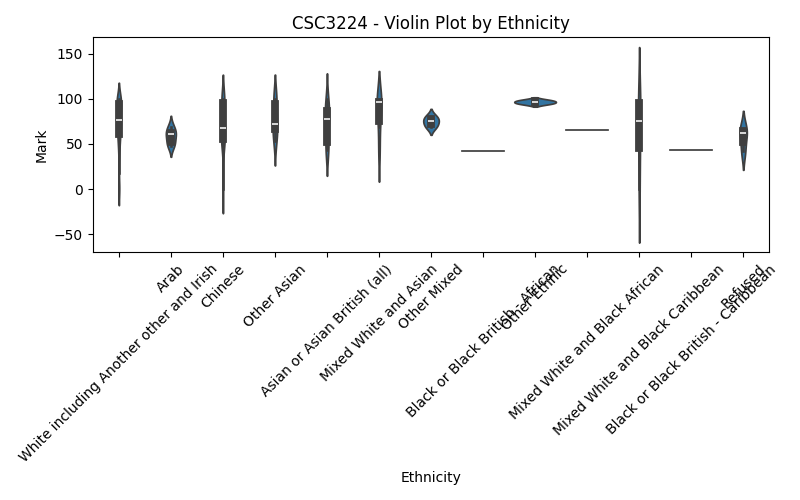 CSC3224 - Violin Plot by Ethnicity
Mark
150
100
50
0
−50
White including Another other and Irish
Arab
Chinese
Other Asian
Asian or Asian British (all)
Mixed White and Asian
Other Mixed
Black or Black British - African
Other Ethnic
Mixed White and Black African
Mixed White and Black Caribbean
Black or Black British - Caribbean
Refused
Ethnicity